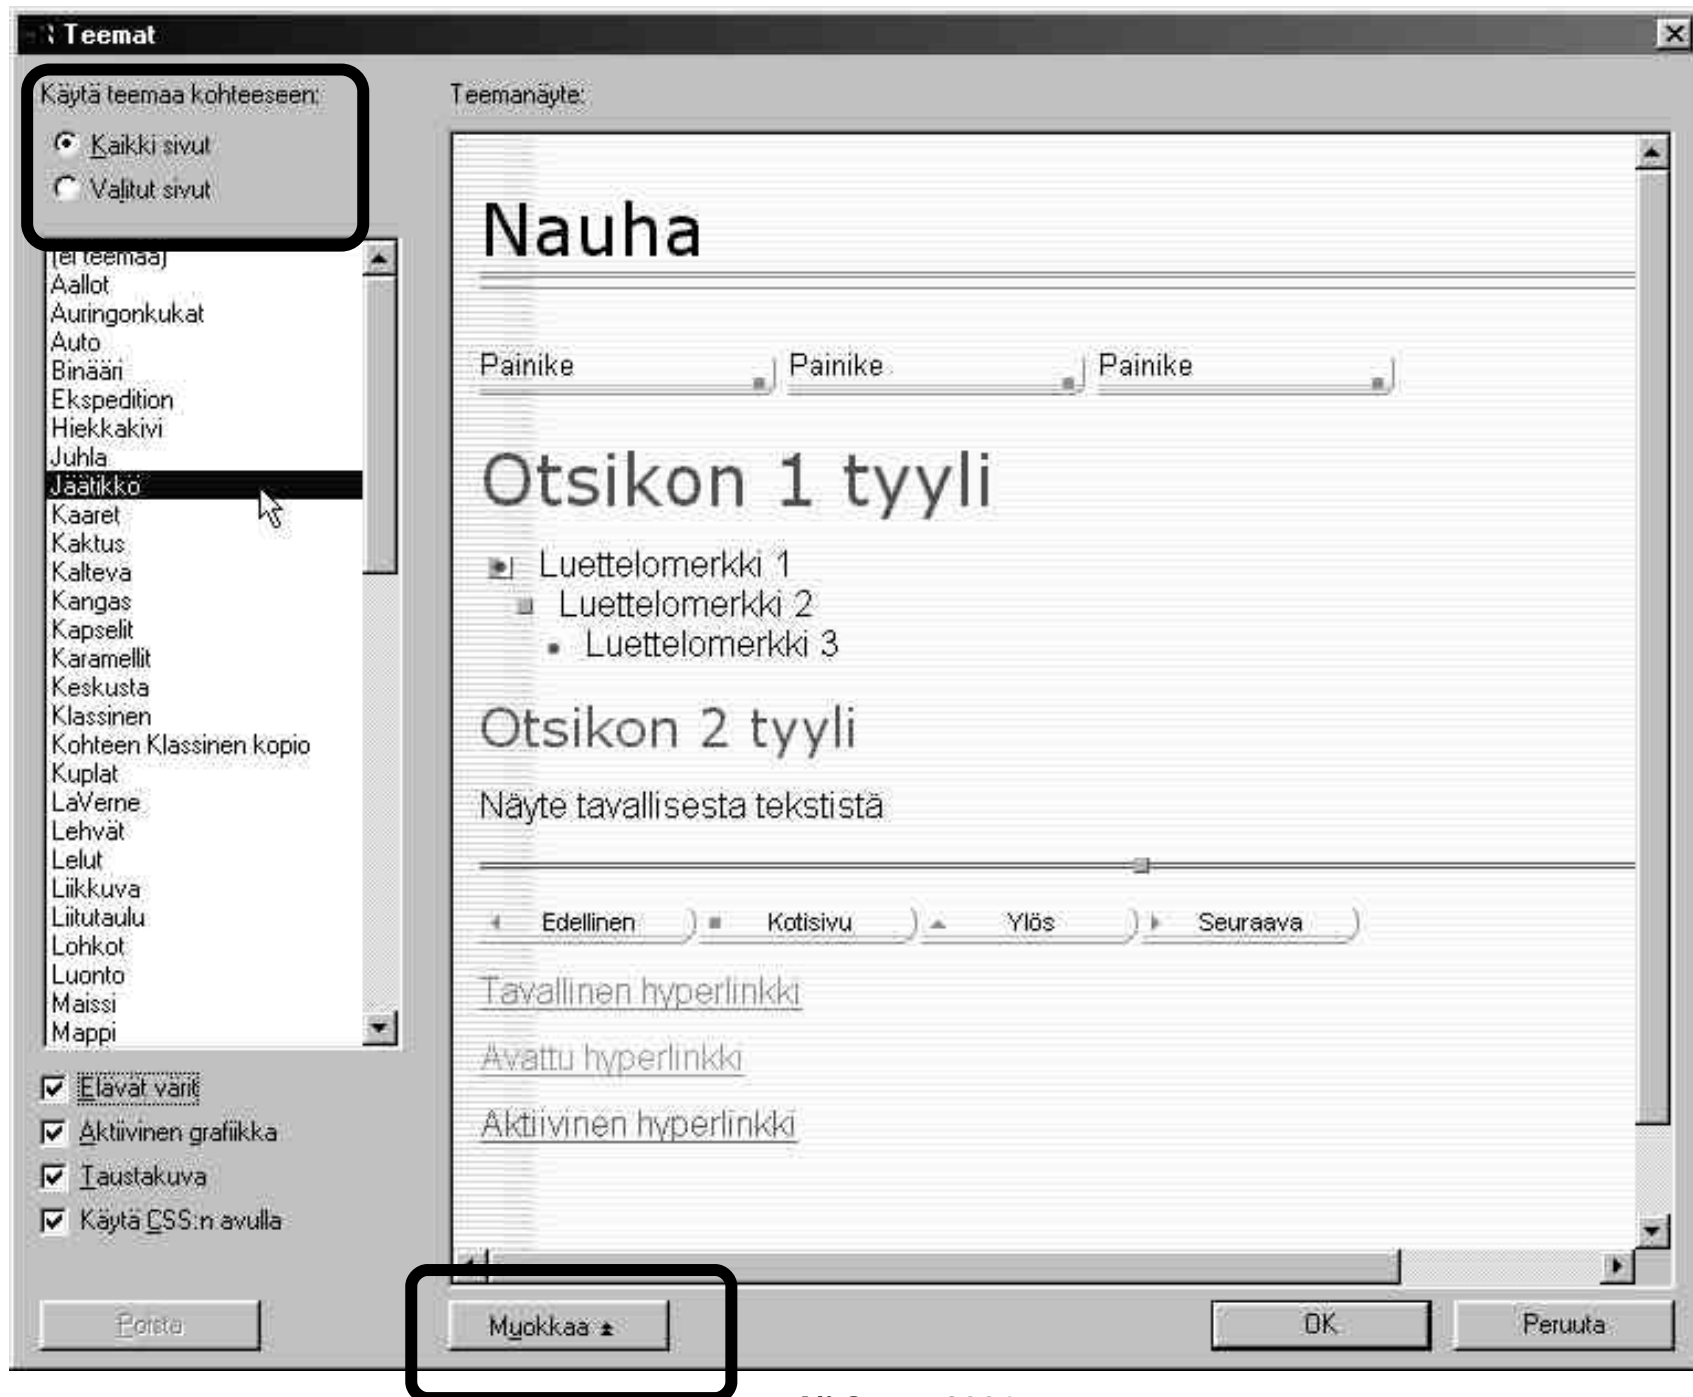 Teemat
Käytä teemaa kohteeseen:
Kaikki sivut
Valitut sivut
(ei teemaa)
Aallot
Auringonkukat
Auto
Binääri
Ekspedition
Hiekkakivi
Juhla
Jäätikkö
Kaaret
Kaktus
Kalteva
Kangas
Kapselit
Karamellit
Keskusta
Klassinen
Kohteen Klassinen kopio
Kuplat
LaVerne
Lehvät
Lelut
Liikkuva
Liitutaulu
Lohkot
Luonto
Maissi
Mappi
Elävät värit
Aktiivinen grafiikka
Taustakuva
Käytä CSS:n avulla
Poista
Teemanäyte:
Nauha
Painike Painike Painike
Otsikon 1 tyyli
Luettelomerkki 1
Luettelomerkki 2
Luettelomerkki 3
Otsikon 2 tyyli
Näyte tavallisesta tekstistä
Edellinen Kotisivu Ylös Seuraava
Tavallinen hyperlinkki
Avattu hyperlinkki
Aktiivinen hyperlinkki
Muokkaa OK Peruuta